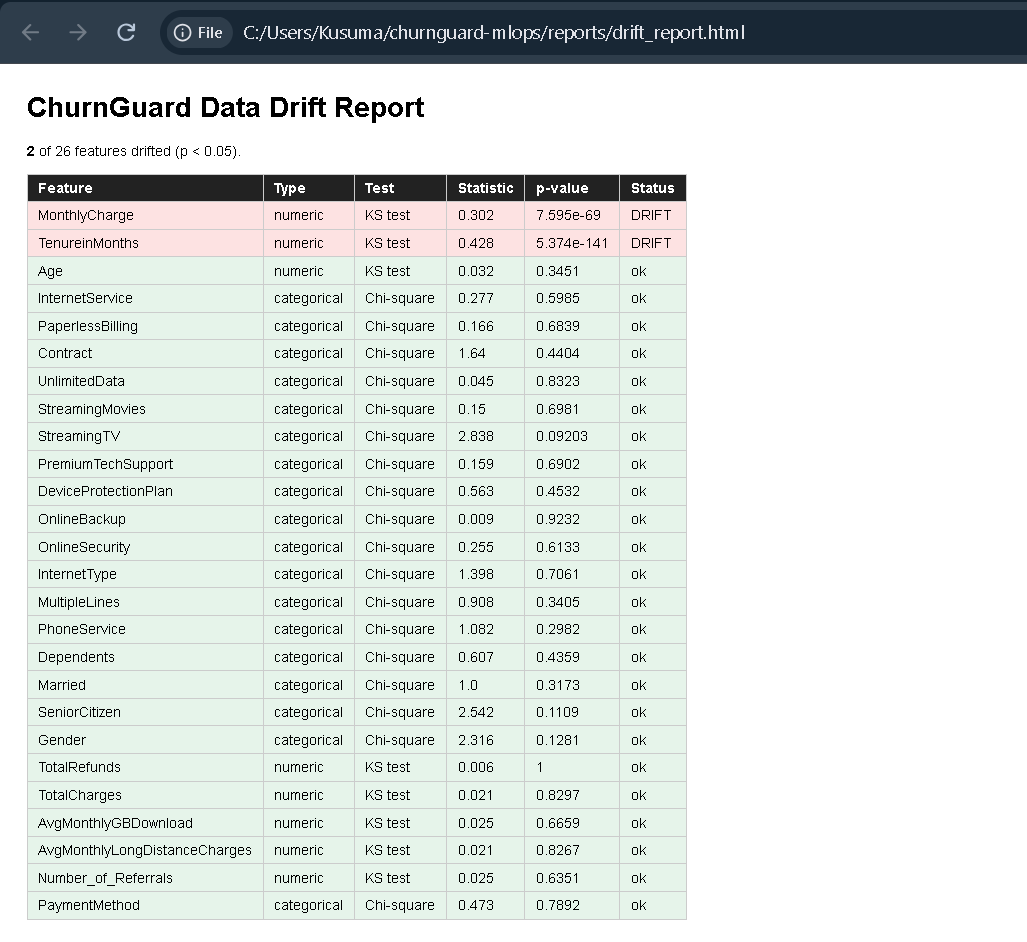 File C:/Users/Kusuma/churnguard-mlops/reports/drift_report.html
ChurnGuard Data Drift Report
2 of 26 features drifted (p < 0.05).
Feature Type Test Statistic p-value Status
MonthlyCharge numeric KS test 0.302 7.595e-69 DRIFT
TenureinMonths numeric KS test 0.428 5.374e-141 DRIFT
Age numeric KS test 0.032 0.3451 ok
InternetService categorical Chi-square 0.277 0.5985 ok
PaperlessBilling categorical Chi-square 0.166 0.6839 ok
Contract categorical Chi-square 1.64 0.4404 ok
UnlimitedData categorical Chi-square 0.045 0.8323 ok
StreamingMovies categorical Chi-square 0.15 0.6981 ok
StreamingTV categorical Chi-square 2.838 0.09203 ok
PremiumTechSupport categorical Chi-square 0.159 0.6902 ok
DeviceProtectionPlan categorical Chi-square 0.563 0.4532 ok
OnlineBackup categorical Chi-square 0.009 0.9232 ok
OnlineSecurity categorical Chi-square 0.255 0.6133 ok
InternetType categorical Chi-square 1.398 0.7061 ok
MultipleLines categorical Chi-square 0.908 0.3405 ok
PhoneService categorical Chi-square 1.082 0.2982 ok
Dependents categorical Chi-square 0.607 0.4359 ok
Married categorical Chi-square 1.0 0.3173 ok
SeniorCitizen categorical Chi-square 2.542 0.1109 ok
Gender categorical Chi-square 2.316 0.1281 ok
TotalRefunds numeric KS test 0.006 1 ok
TotalCharges numeric KS test 0.021 0.8297 ok
AvgMonthlyGBDownload numeric KS test 0.025 0.6659 ok
AvgMonthlyLongDistanceCharges numeric KS test 0.021 0.8267 ok
Number_of_Referrals numeric KS test 0.025 0.6351 ok
PaymentMethod categorical Chi-square 0.473 0.7892 ok